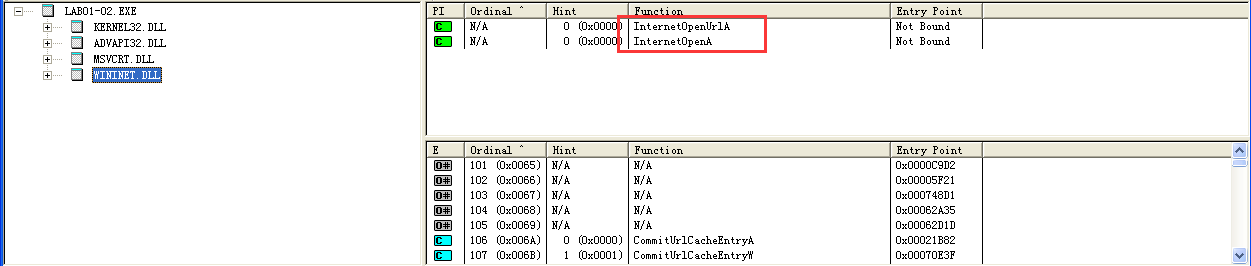 LAB01-02.EXE
KERNEL32.DLL
ADVAPI32.DLL
MSVCRT.DLL
WININET.DLL
PI Ordinal ^ Hint Function Entry Point
C N/A 0 (0x0000) InternetOpenUrlA Not Bound
C N/A 0 (0x0000) InternetOpenA Not Bound
E Ordinal ^ Hint Function Entry Point
O# 101 (0x0065) N/A N/A 0x0000C9D2
O# 102 (0x0066) N/A N/A 0x00005F21
O# 103 (0x0067) N/A N/A 0x000748D1
O# 104 (0x0068) N/A N/A 0x00062A35
O# 105 (0x0069) N/A N/A 0x00062D1D
C 106 (0x006A) 0 (0x0000) CommitUrlCacheEntryA 0x00021B82
C 107 (0x006B) 1 (0x0001) CommitUrlCacheEntryW 0x00070E3F